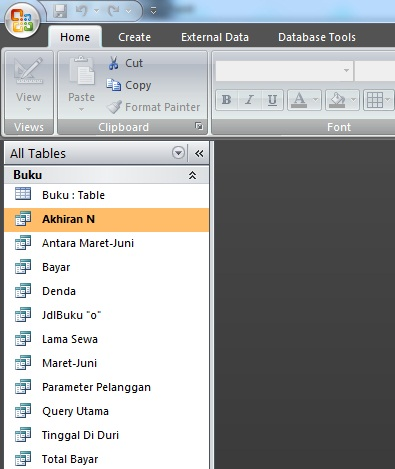 Home Create External Data Database Tools
View
Paste
Cut
Copy
Format Painter
B I U A
Views Clipboard Font
All Tables
Buku
Buku : Table
Akhiran N
Antara Maret-Juni
Bayar
Denda
JdlBuku "o"
Lama Sewa
Maret-Juni
Parameter Pelanggan
Query Utama
Tinggal Di Duri
Total Bayar